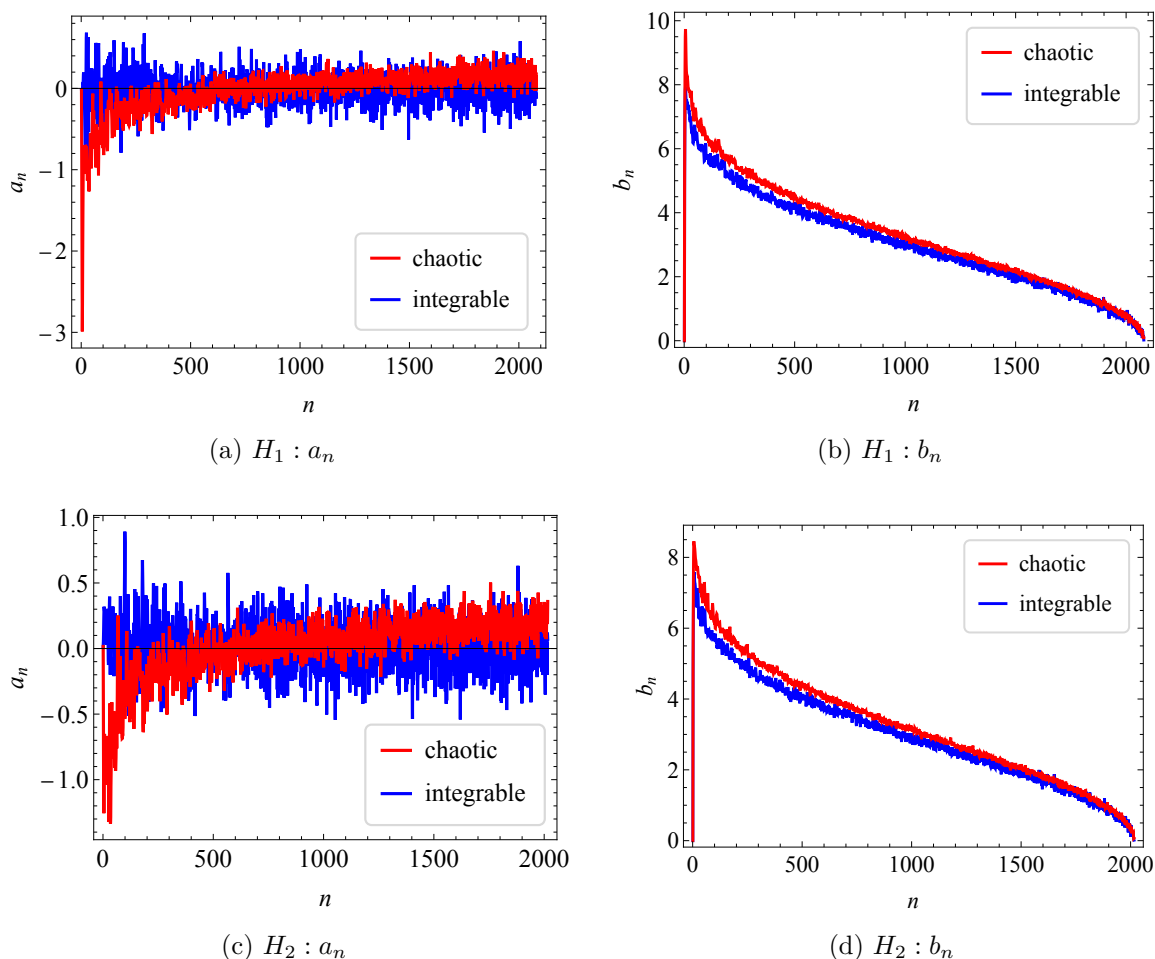 0
−1
−2
−3
a_n
chaotic
integrable
0 500 1000 1500 2000
n
(a) H_1 : a_n
10
8
6
4
2
0
b_n
chaotic
integrable
0 500 1000 1500 2000
n
(b) H_1 : b_n
1.0
0.5
0.0
−0.5
−1.0
a_n
chaotic
integrable
0 500 1000 1500 2000
n
(c) H_2 : a_n
8
6
4
2
0
b_n
chaotic
integrable
0 500 1000 1500 2000
n
(d) H_2 : b_n